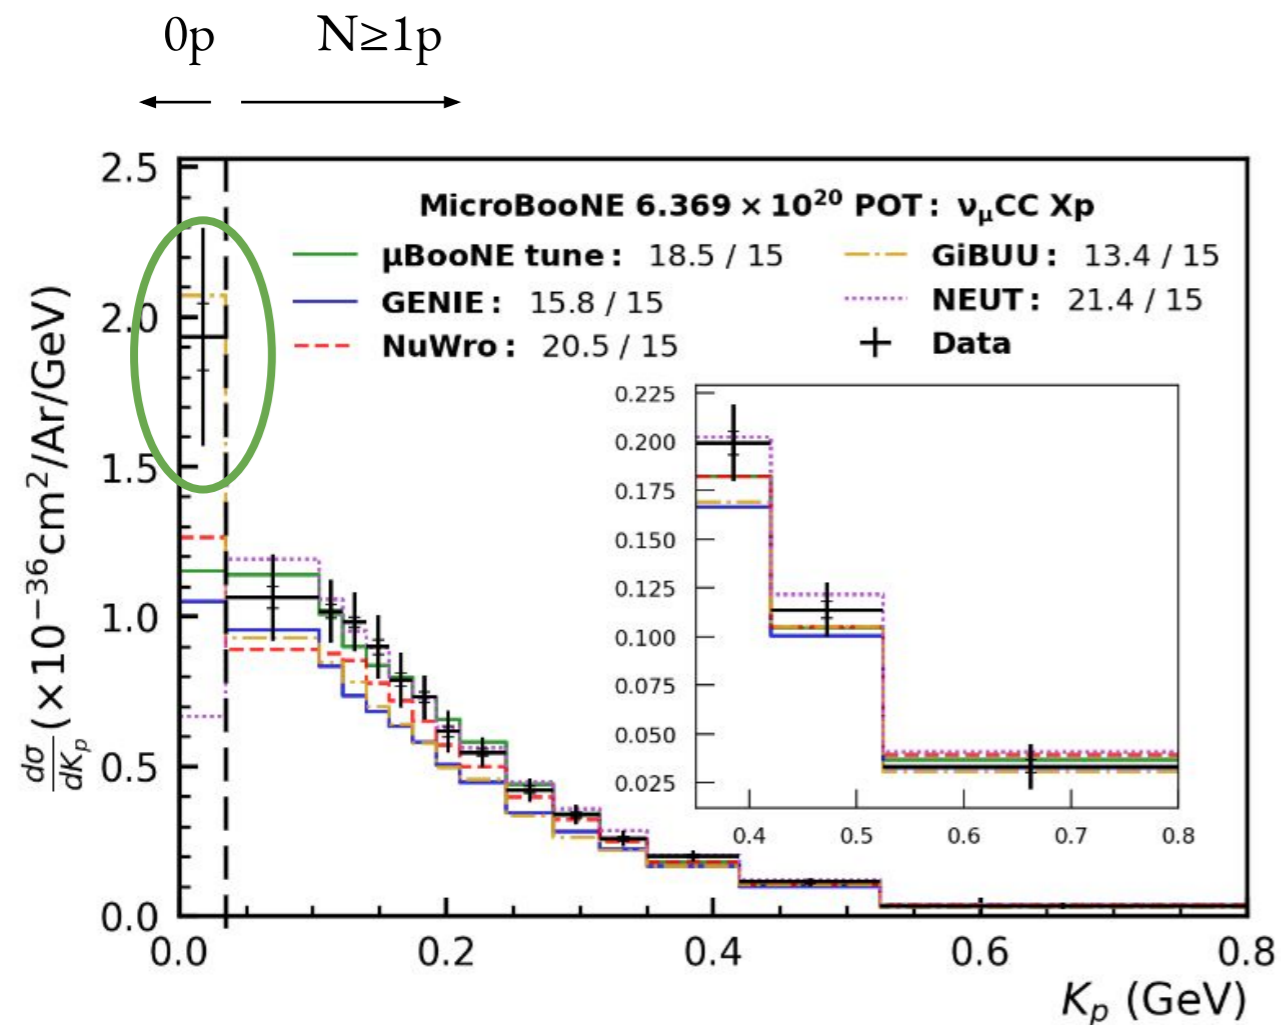 0p N≥1p
MicroBooNE 6.369 × 10²⁰ POT: νμCC Xp
μBooNE tune: 18.5 / 15
GENIE: 15.8 / 15
NuWro: 20.5 / 15
GiBUU: 13.4 / 15
NEUT: 21.4 / 15
Data
dσ/dKp (×10⁻³⁶cm²/Ar/GeV)
2.5
2.0
1.5
1.0
0.5
0.0
0.225
0.200
0.175
0.150
0.125
0.100
0.075
0.050
0.025
0.4 0.5 0.6 0.7 0.8
0.0 0.2 0.4 0.6 0.8
Kp (GeV)